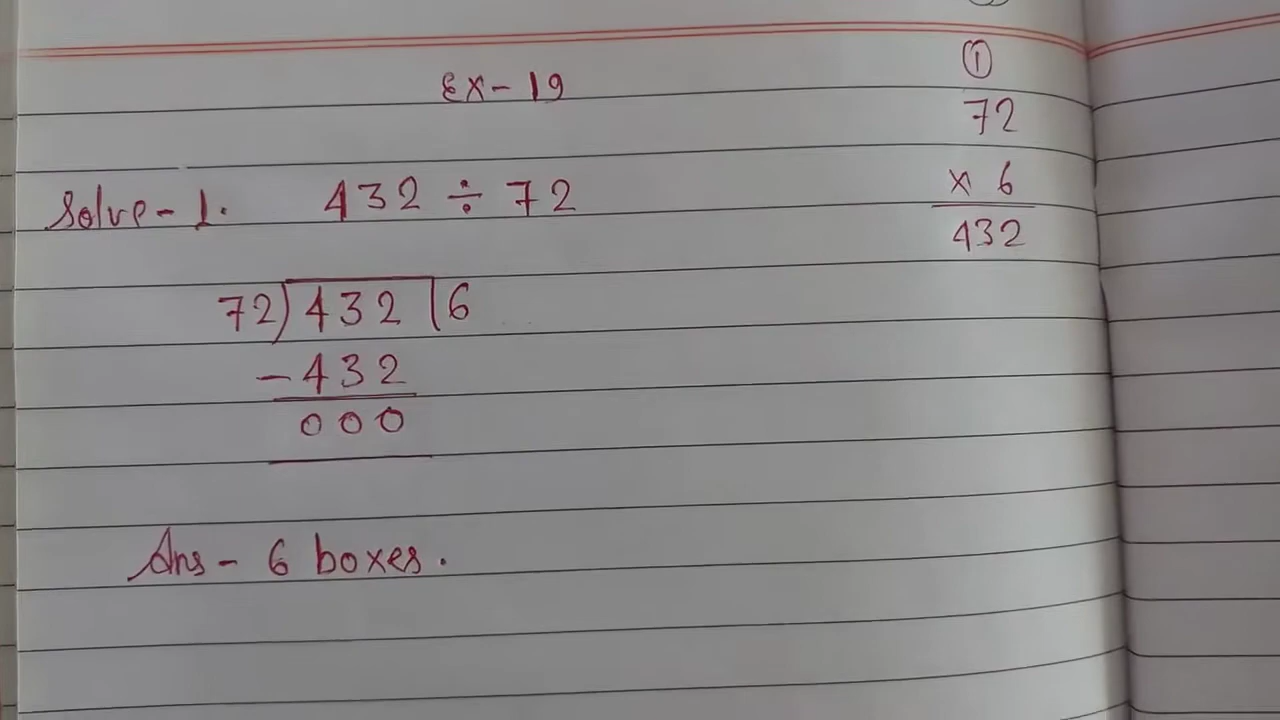 Ex - 19
Solve - 1. 432 ÷ 72
72)432(6
- 432
000
Ans - 6 boxes.
①
72
x 6
432